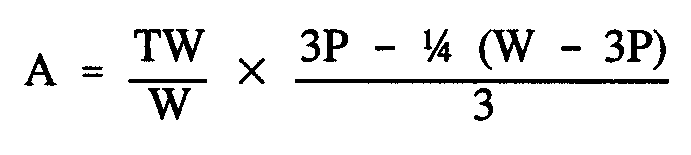 A = TW/W × 3P - ¼ (W - 3P)/3